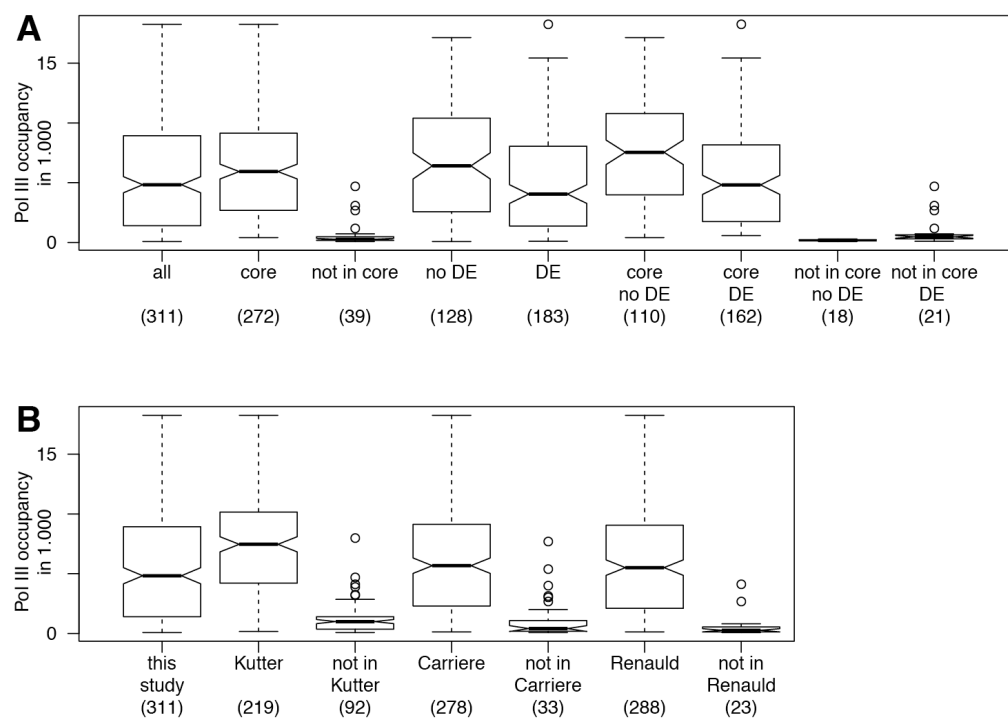 A
Pol III occupancy
in 1.000
15
0
all
core
not in core
no DE
DE
core
no DE
core
DE
not in core
no DE
not in core
DE
(311)
(272)
(39)
(128)
(183)
(110)
(162)
(18)
(21)
B
Pol III occupancy
in 1.000
15
0
this
study
Kutter
not in
Kutter
Carriere
not in
Carriere
Renauld
not in
Renauld
(311)
(219)
(92)
(278)
(33)
(288)
(23)